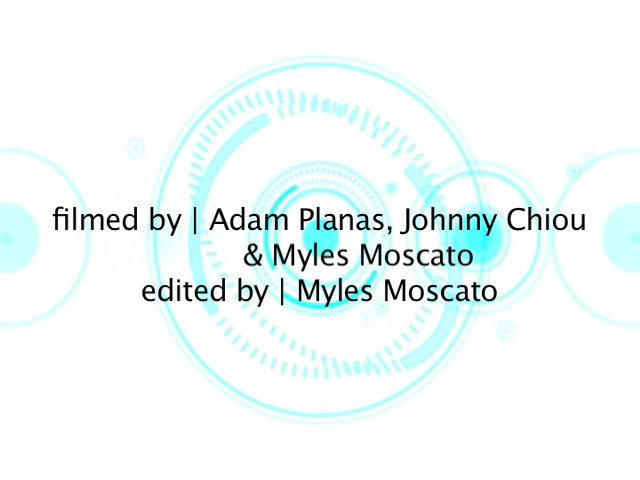 filmed by | Adam Planas, Johnny Chiou
& Myles Moscato
edited by | Myles Moscato